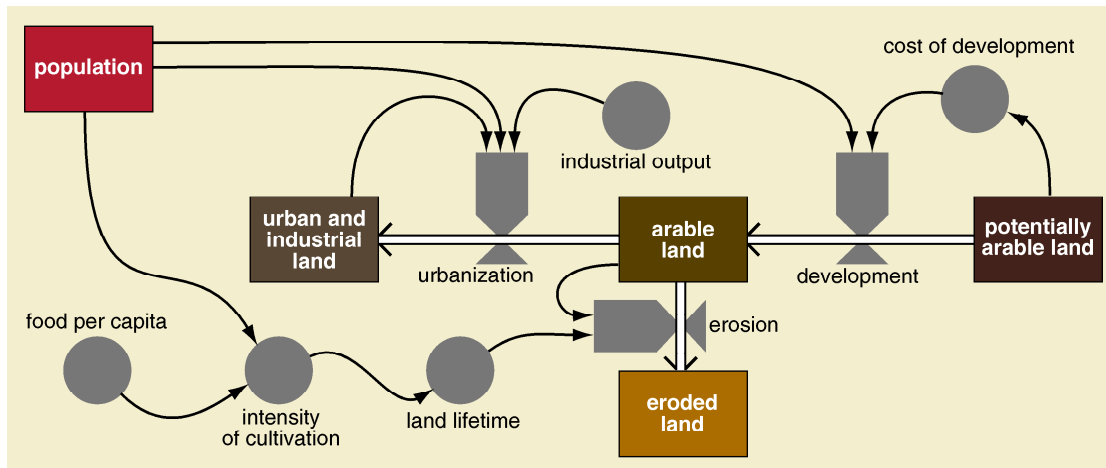 cost of development
population
industrial output
urban and
industrial
land
arable
land
potentially
arable land
urbanization
development
food per capita
erosion
intensity
of cultivation
land lifetime
eroded
land